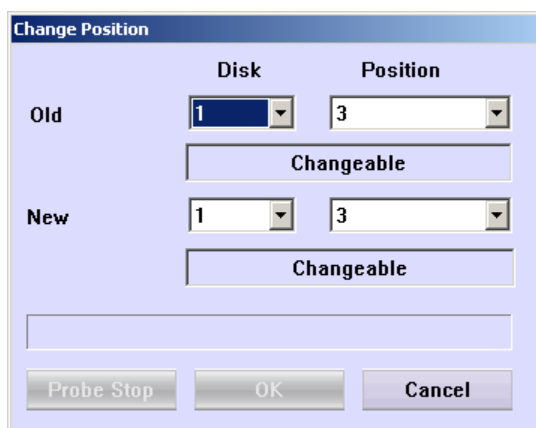 Change Position
Disk Position
Old 1 3
Changeable
New 1 3
Changeable
Probe Stop OK Cancel